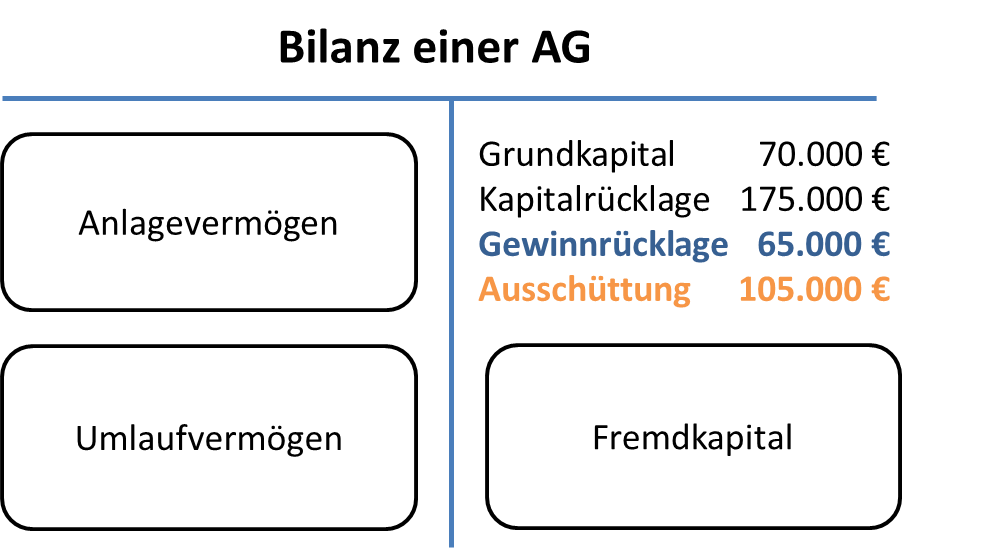 Bilanz einer AG
Anlagevermögen
Umlaufvermögen
Grundkapital 70.000 €
Kapitalrücklage 175.000 €
Gewinnrücklage 65.000 €
Ausschüttung 105.000 €
Fremdkapital